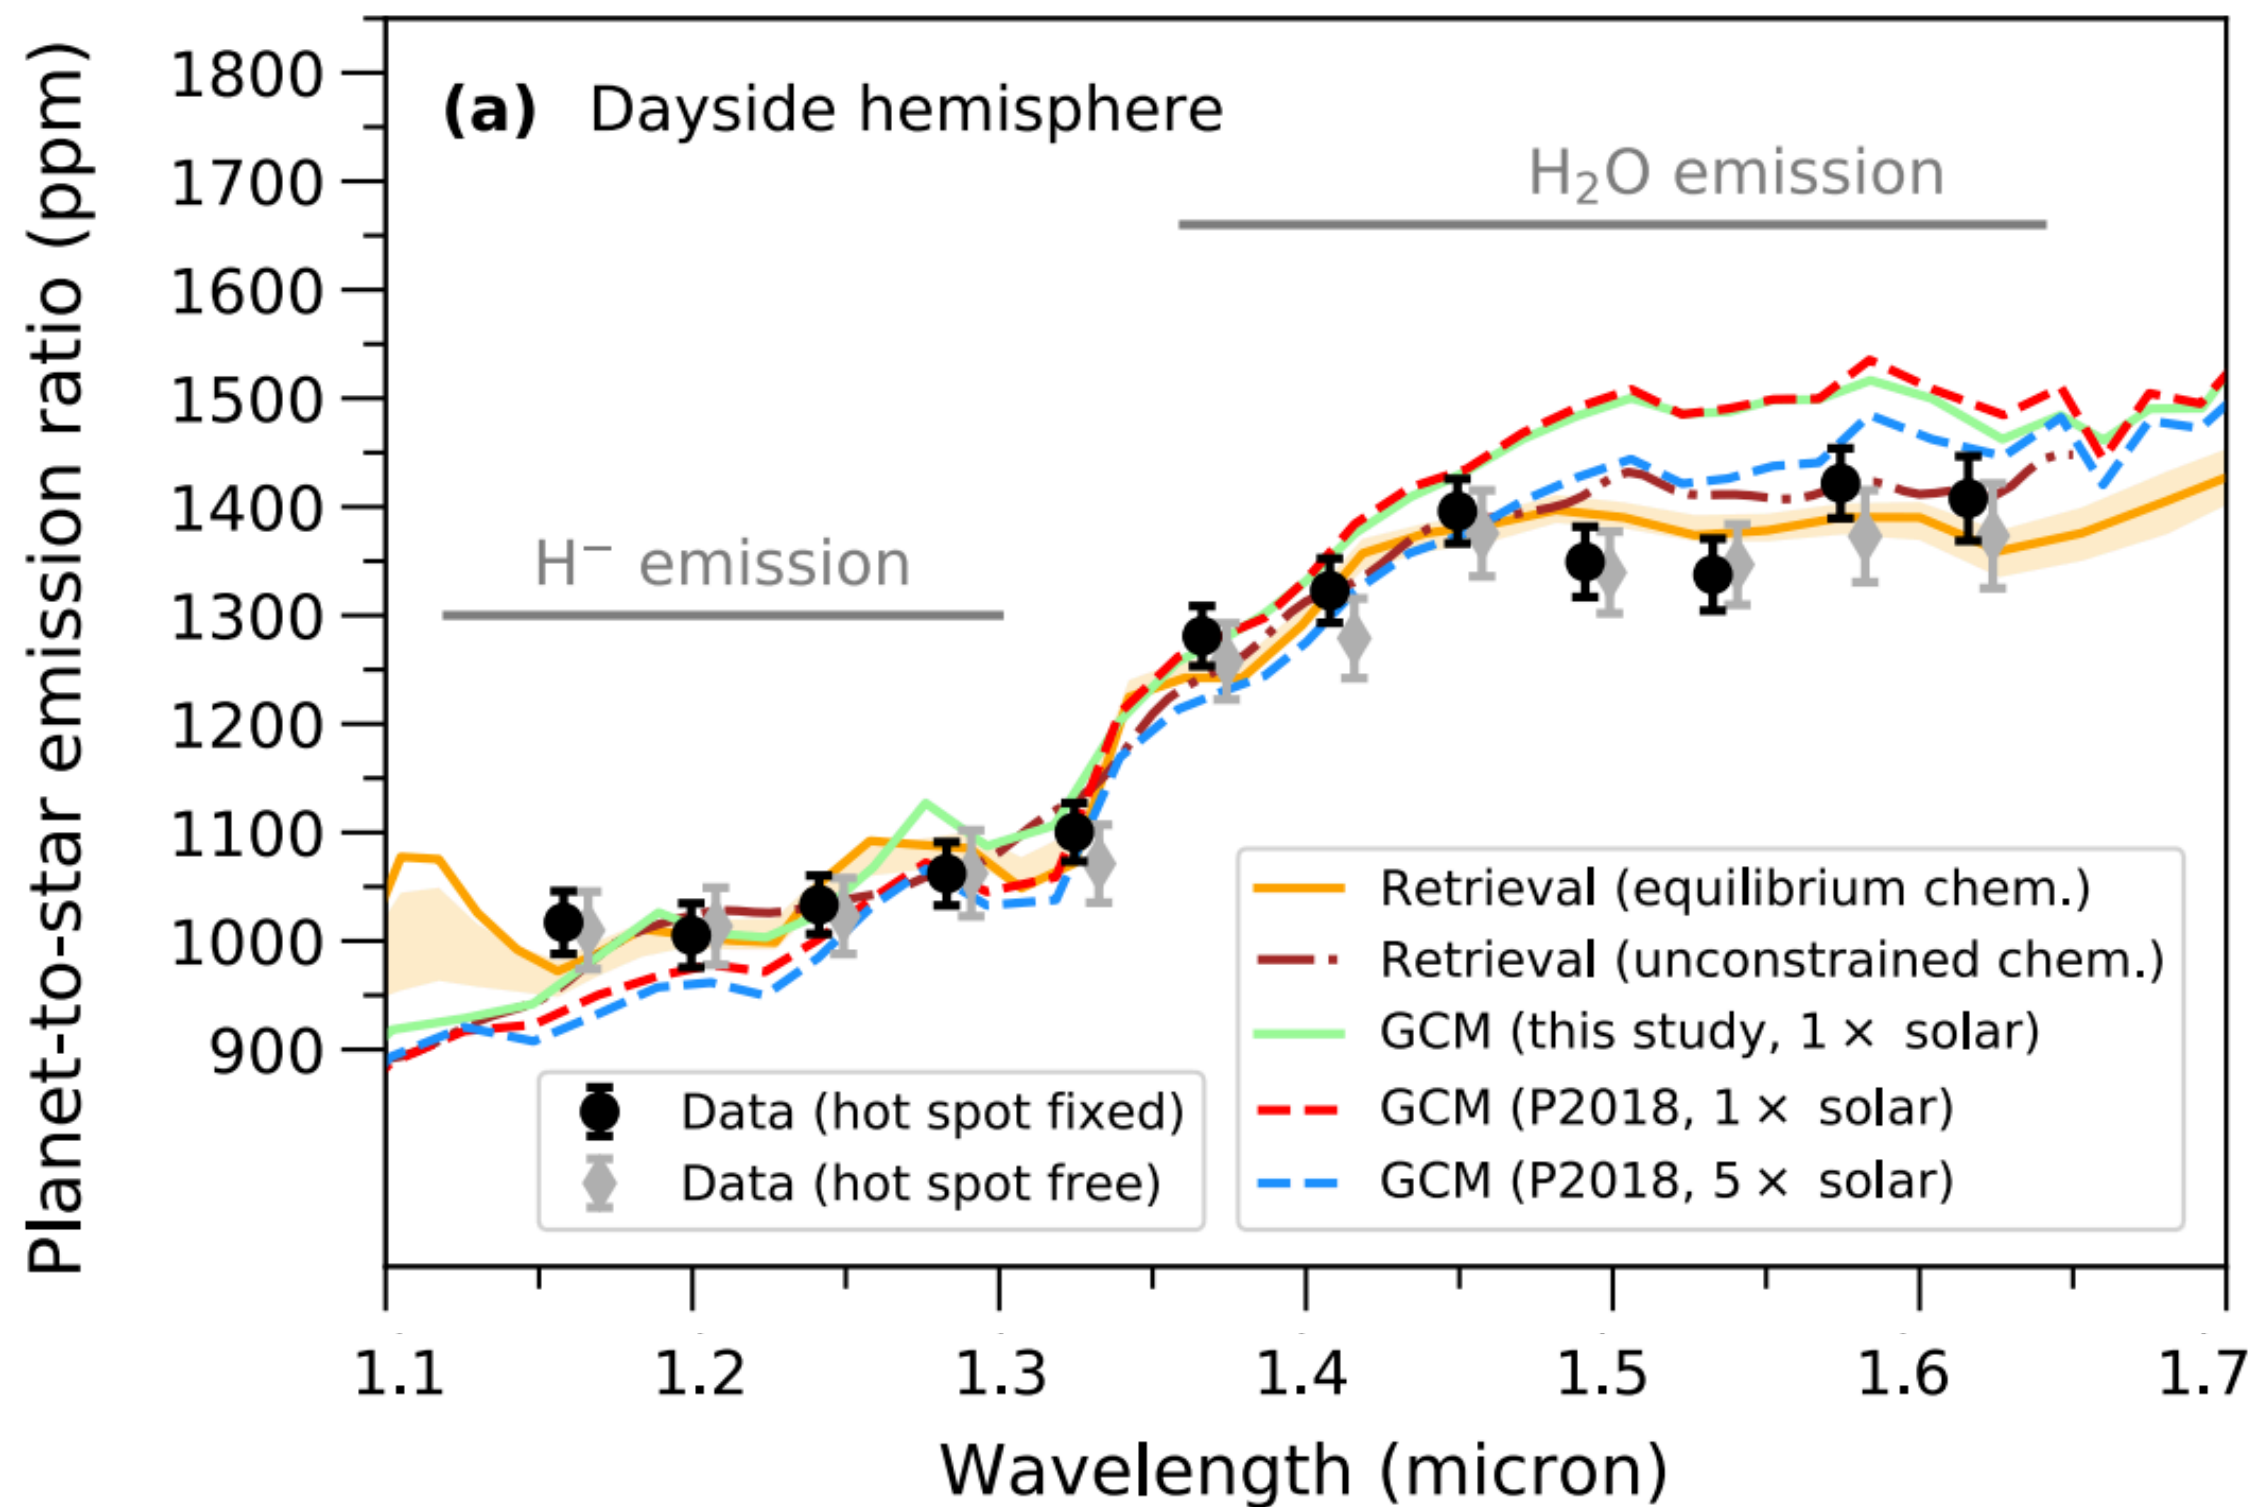 Planet-to-star emission ratio (ppm)
1800
1700
1600
1500
1400
1300
1200
1100
1000
900
(a) Dayside hemisphere
H₂O emission
H⁻ emission
Retrieval (equilibrium chem.)
Retrieval (unconstrained chem.)
GCM (this study, 1× solar)
GCM (P2018, 1× solar)
GCM (P2018, 5× solar)
Data (hot spot fixed)
Data (hot spot free)
1.1 1.2 1.3 1.4 1.5 1.6 1.7
Wavelength (micron)